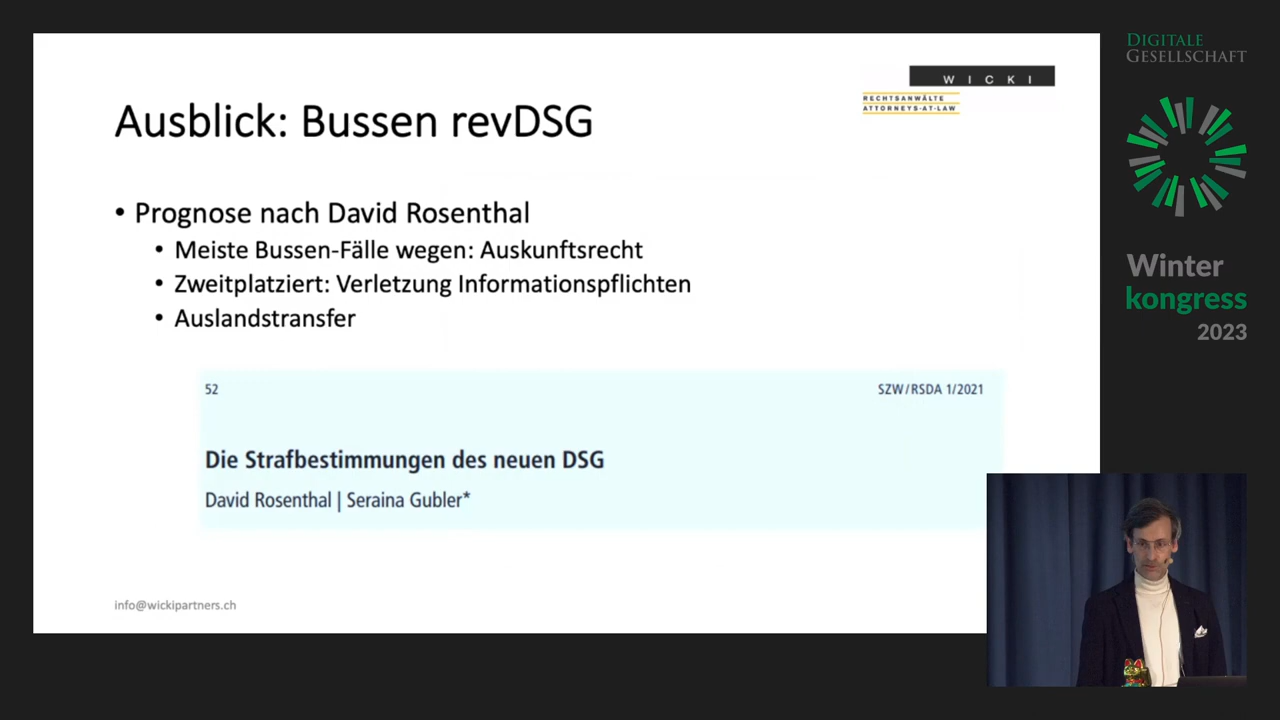 Ausblick: Bussen revDSG
WICKI
RECHTSANWÄLTE
ATTORNEYS-AT-LAW
• Prognose nach David Rosenthal
• Meiste Bussen-Fälle wegen: Auskunftsrecht
• Zweitplatziert: Verletzung Informationspflichten
• Auslandstransfer
52
SZW/RSDA 1/2021
Die Strafbestimmungen des neuen DSG
David Rosenthal | Seraina Gubler*
info@wickipartners.ch
DIGITALE
GESELLSCHAFT
Winter
kongress
2023